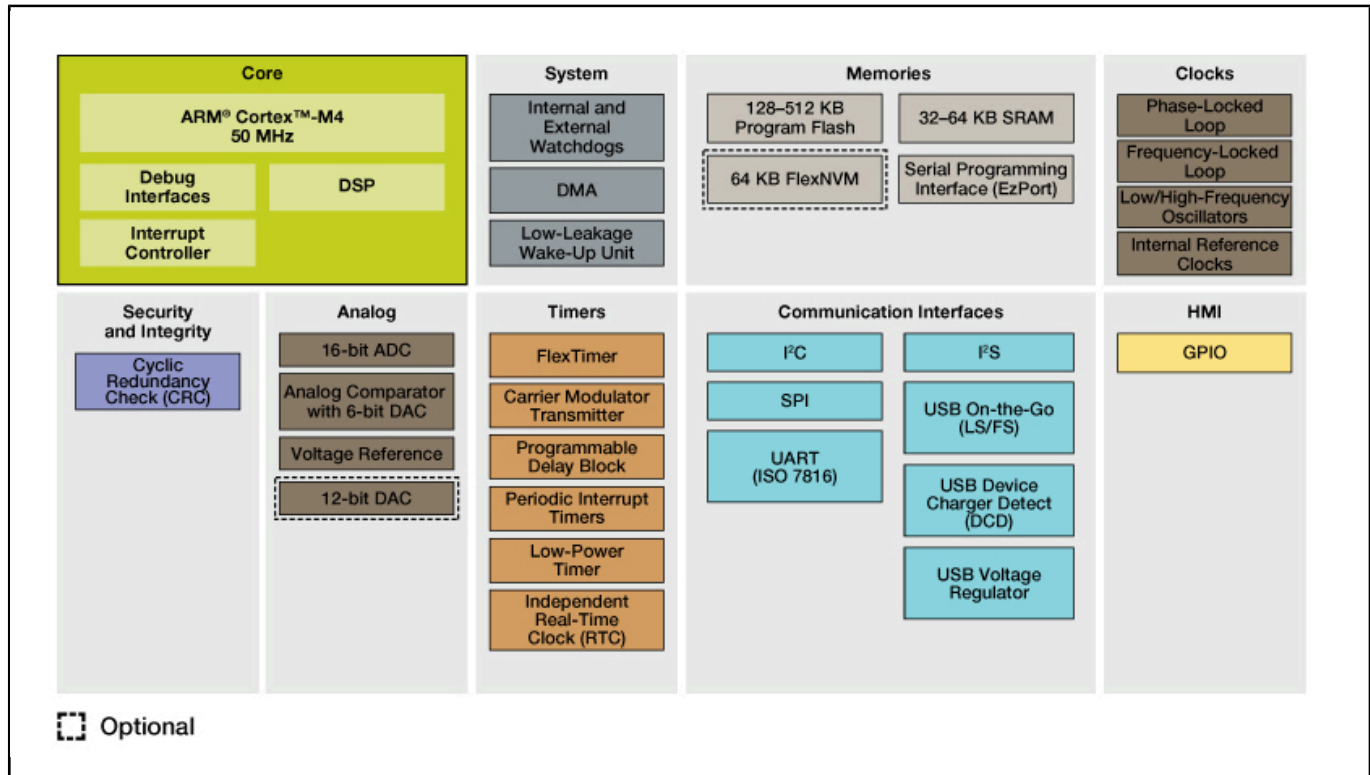 Core
ARM® Cortex™-M4
50 MHz
Debug
Interfaces
DSP
Interrupt
Controller
System
Internal and
External
Watchdogs
DMA
Low-Leakage
Wake-Up Unit
Memories
128–512 KB
Program Flash
32–64 KB SRAM
64 KB FlexNVM
Serial Programming
Interface (EzPort)
Clocks
Phase-Locked
Loop
Frequency-Locked
Loop
Low/High-Frequency
Oscillators
Internal Reference
Clocks
Security
and Integrity
Cyclic
Redundancy
Check (CRC)
Analog
16-bit ADC
Analog Comparator
with 6-bit DAC
Voltage Reference
12-bit DAC
Timers
FlexTimer
Carrier Modulator
Transmitter
Programmable
Delay Block
Periodic Interrupt
Timers
Low-Power
Timer
Independent
Real-Time
Clock (RTC)
Communication Interfaces
I²C
I²S
SPI
USB On-the-Go
(LS/FS)
UART
(ISO 7816)
USB Device
Charger Detect
(DCD)
USB Voltage
Regulator
HMI
GPIO
Optional